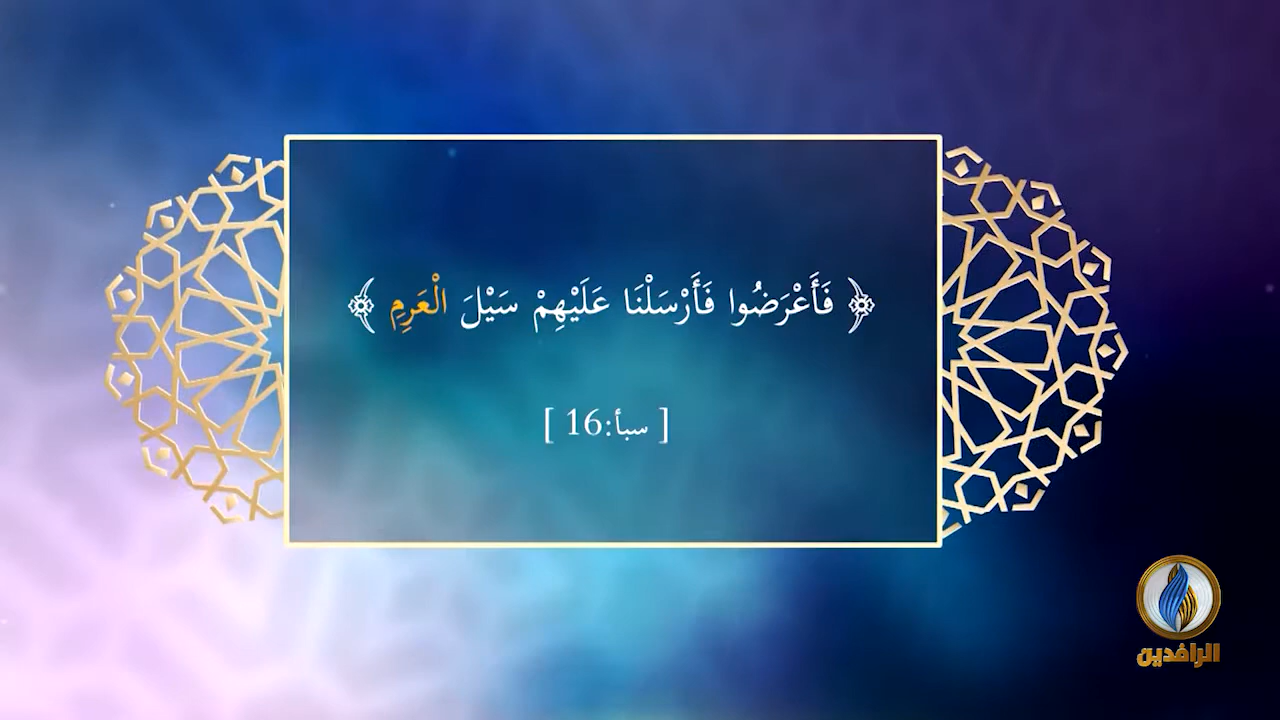 ﴿ فَأَعْرَضُوا فَأَرْسَلْنَا عَلَيْهِمْ سَيْلَ الْعَرِمِ ﴾
[ سبأ:16 ]
الرافدين